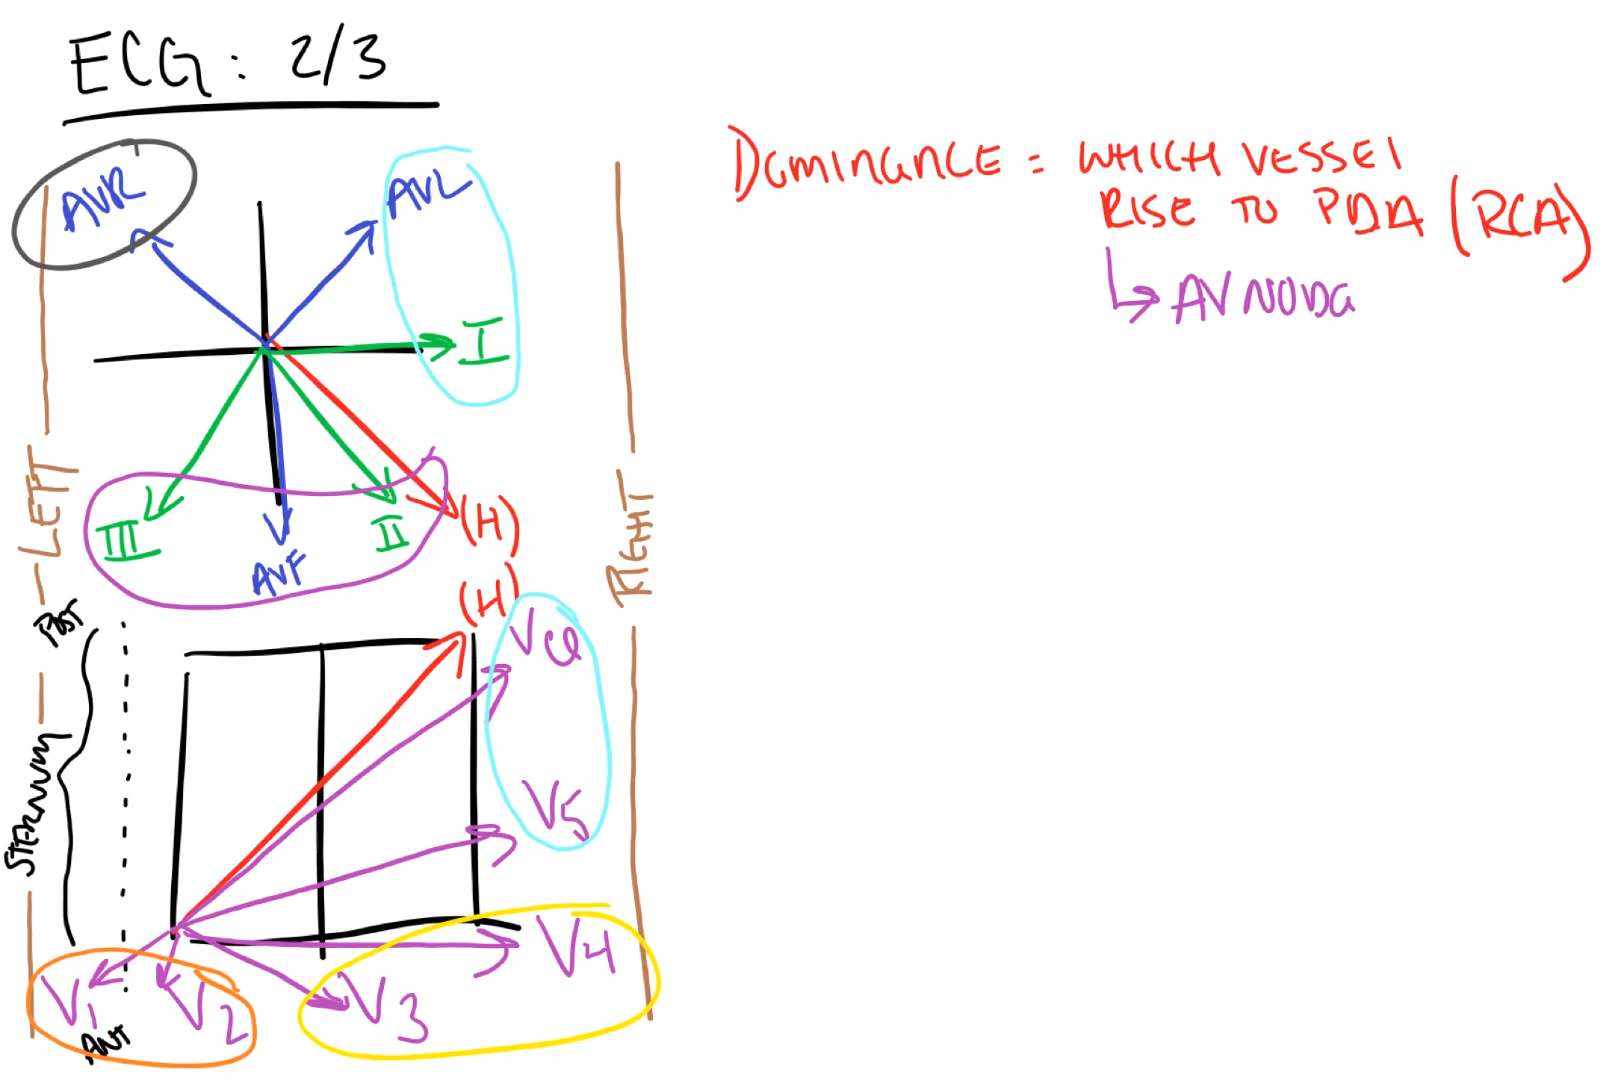 ECG: 2/3
AVR
AVL
I
III
AVF
II
(H)
LEFT
RIGHT
Dominance = WHICH VESSEL
RISE TO PDA (RCA)
↳ AV NODE
POST
STERNUM
(H)
V6
V5
V4
V3
V1
V2
ANT